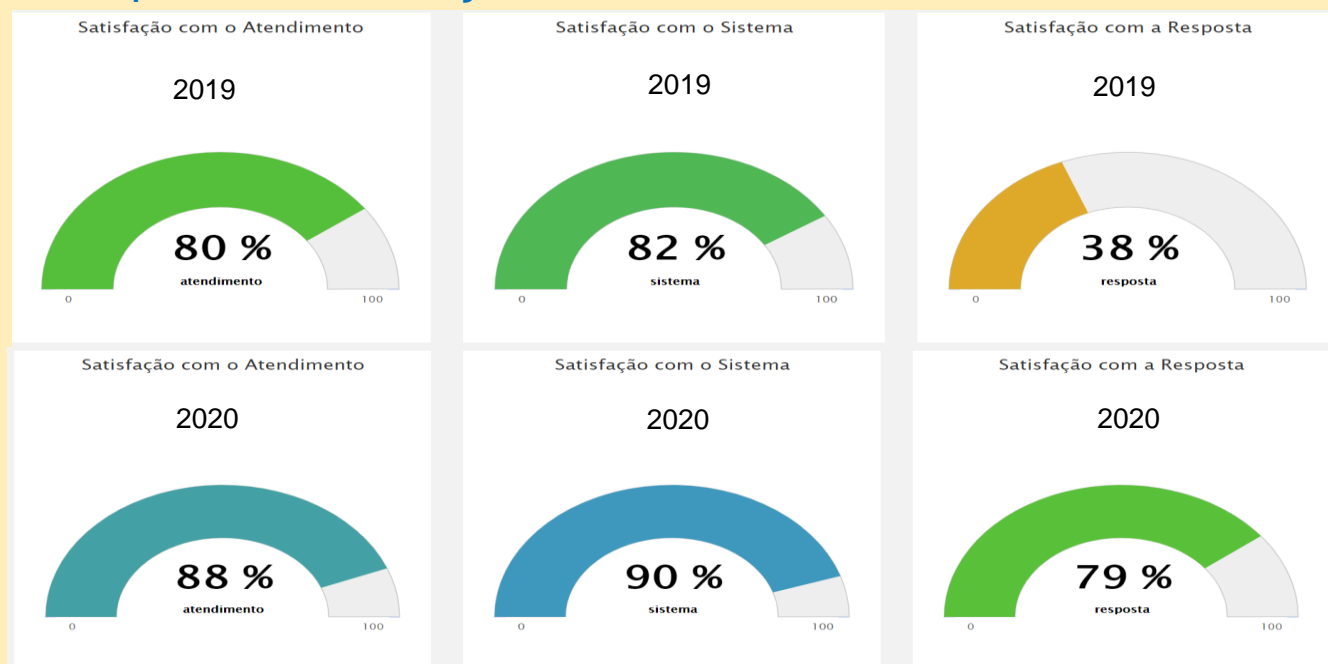 Satisfação com o Atendimento
2019
80 %
atendimento
0 100
Satisfação com o Sistema
2019
82 %
sistema
0 100
Satisfação com a Resposta
2019
38 %
resposta
0 100
Satisfação com o Atendimento
2020
88 %
atendimento
0 100
Satisfação com o Sistema
2020
90 %
sistema
0 100
Satisfação com a Resposta
2020
79 %
resposta
0 100